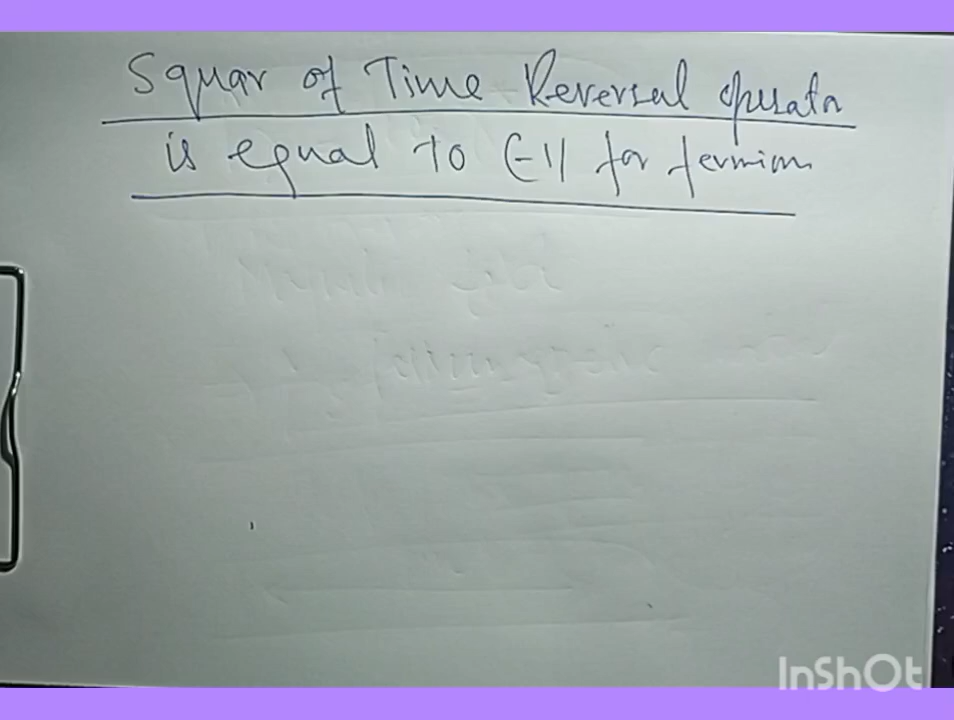 Squar of Time Reversal operator
is equal to (-1) for fermion
InShOt